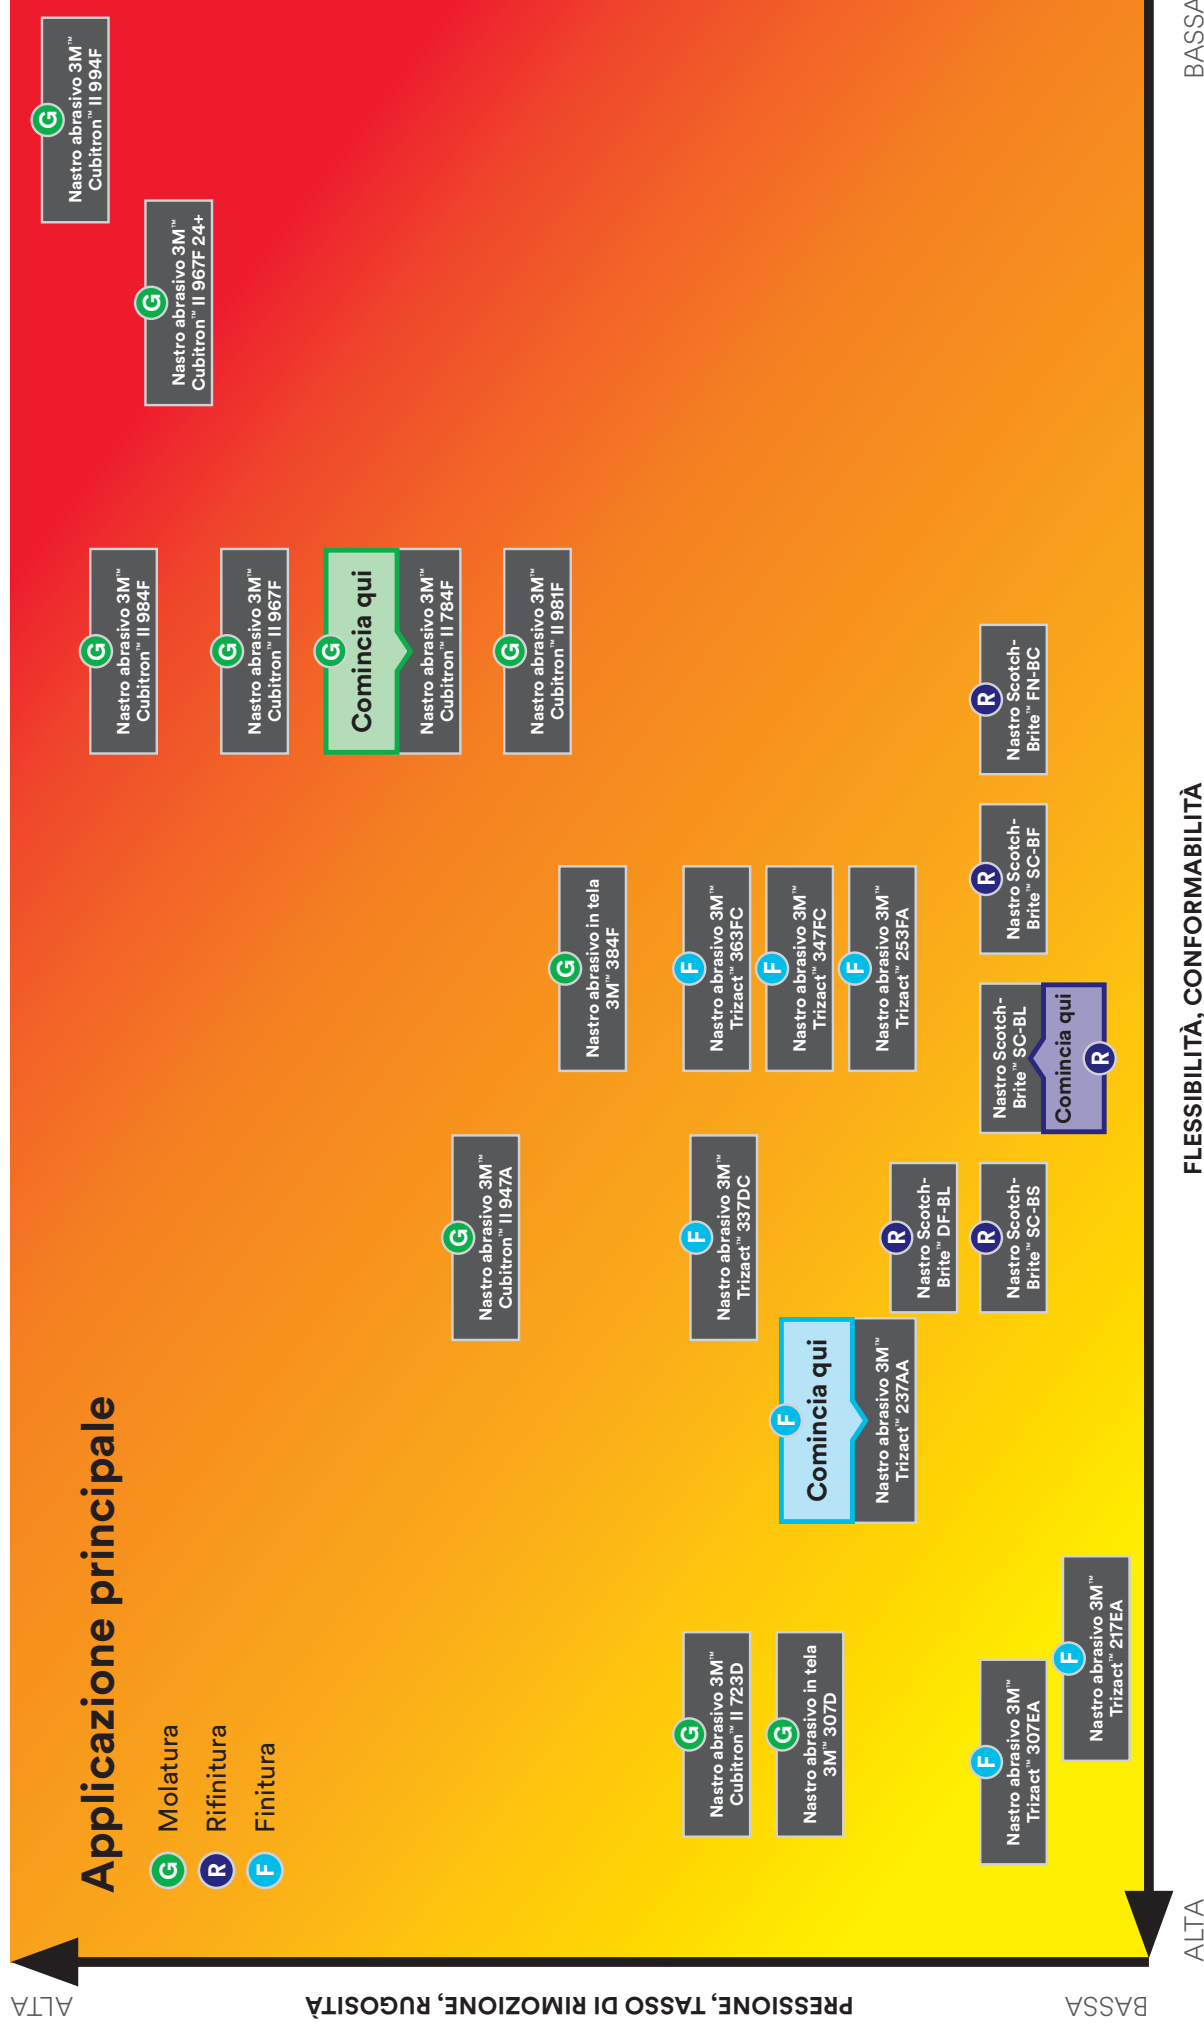 Applicazione principale
G Molatura
R Rifinitura
F Finitura
G
Nastro abrasivo 3M™
Cubitron™ II 994F
G
Nastro abrasivo 3M™
Cubitron™ II 967F 24+
G
Nastro abrasivo 3M™
Cubitron™ II 984F
G
Nastro abrasivo 3M™
Cubitron™ II 967F
G
Comincia qui
Nastro abrasivo 3M™
Cubitron™ II 784F
G
Nastro abrasivo 3M™
Cubitron™ II 981F
G
Nastro abrasivo 3M™
Cubitron™ II 947A
G
Nastro abrasivo in tela
3M™ 384F
G
Nastro abrasivo 3M™
Cubitron™ II 723D
G
Nastro abrasivo in tela
3M™ 307D
F
Nastro abrasivo 3M™
Trizact™ 337DC
F
Nastro abrasivo 3M™
Trizact™ 363FC
F
Nastro abrasivo 3M™
Trizact™ 347FC
F
Nastro abrasivo 3M™
Trizact™ 253FA
F
Comincia qui
Nastro abrasivo 3M™
Trizact™ 237AA
R
Nastro Scotch-
Brite™ DF-BL
F
Nastro abrasivo 3M™
Trizact™ 307EA
R
Nastro Scotch-
Brite™ SC-BS
Nastro Scotch-
Brite™ SC-BL
Comincia qui
R
R
Nastro Scotch-
Brite™ SC-BF
R
Nastro Scotch-
Brite™ FN-BC
F
Nastro abrasivo 3M™
Trizact™ 217EA
ALTA
PRESSIONE, TASSO DI RIMOZIONE, RUGOSITÀ
BASSA
ALTA
FLESSIBILITÀ, CONFORMABILITÀ
BASSA